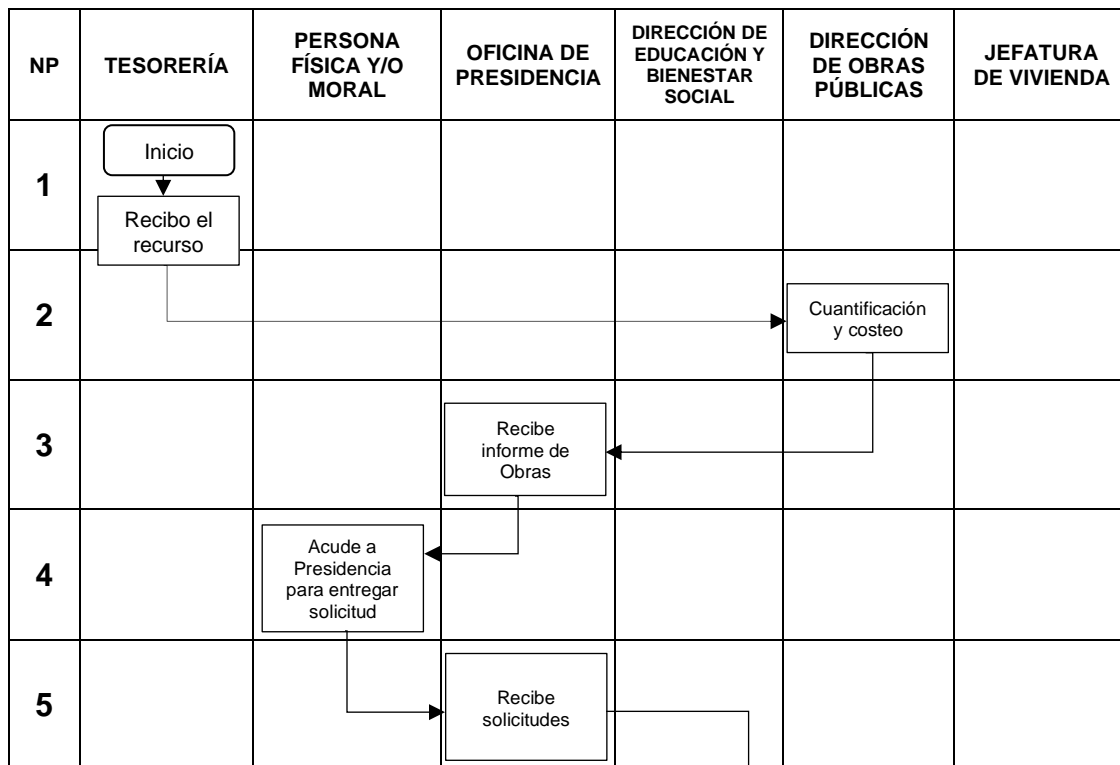 NP
TESORERÍA
PERSONA
FÍSICA Y/O
MORAL
OFICINA DE
PRESIDENCIA
DIRECCIÓN DE
EDUCACIÓN Y
BIENESTAR
SOCIAL
DIRECCIÓN
DE OBRAS
PÚBLICAS
JEFATURA
DE VIVIENDA
1
Inicio
Recibo el
recurso
2
Cuantificación
y costeo
3
Recibe
informe de
Obras
4
Acude a
Presidencia
para entregar
solicitud
5
Recibe
solicitudes